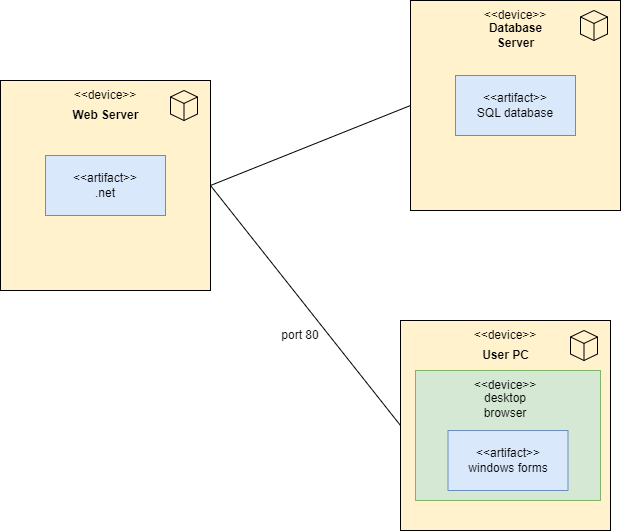 <<device>>
Database
Server
<<artifact>>
SQL database
<<device>>
Web Server
<<artifact>>
.net
port 80
<<device>>
User PC
<<device>>
desktop
browser
<<artifact>>
windows forms